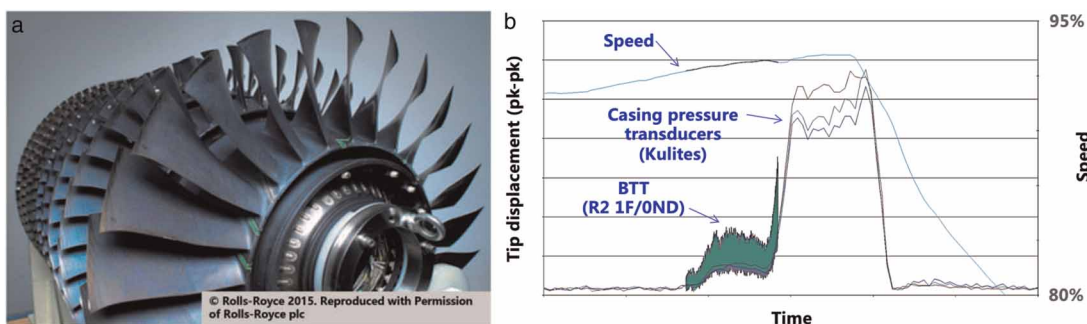 a
© Rolls-Royce 2015. Reproduced with Permission
of Rolls-Royce plc
b
95%
Speed
Casing pressure
transducers
(Kulites)
BTT
(R2 1F/0ND)
Tip displacement (pk-pk)
Speed
80%
Time